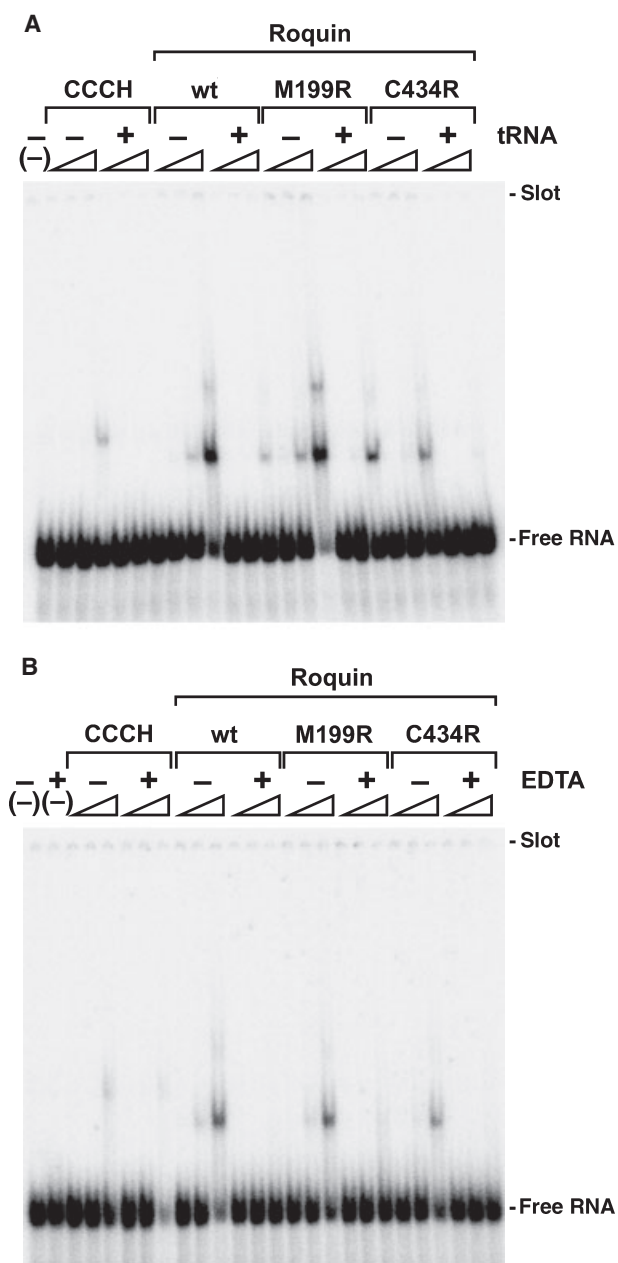 A
Roquin
CCCH wt M199R C434R
− − + − + − + − + tRNA
(−)
- Slot
- Free RNA
B
Roquin
CCCH wt M199R C434R
− + − + − + − + − + EDTA
(−)(−)
- Slot
- Free RNA